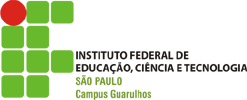 INSTITUTO FEDERAL DE
EDUCAÇÃO, CIÊNCIA E TECNOLOGIA
SÃO PAULO
Campus Guarulhos